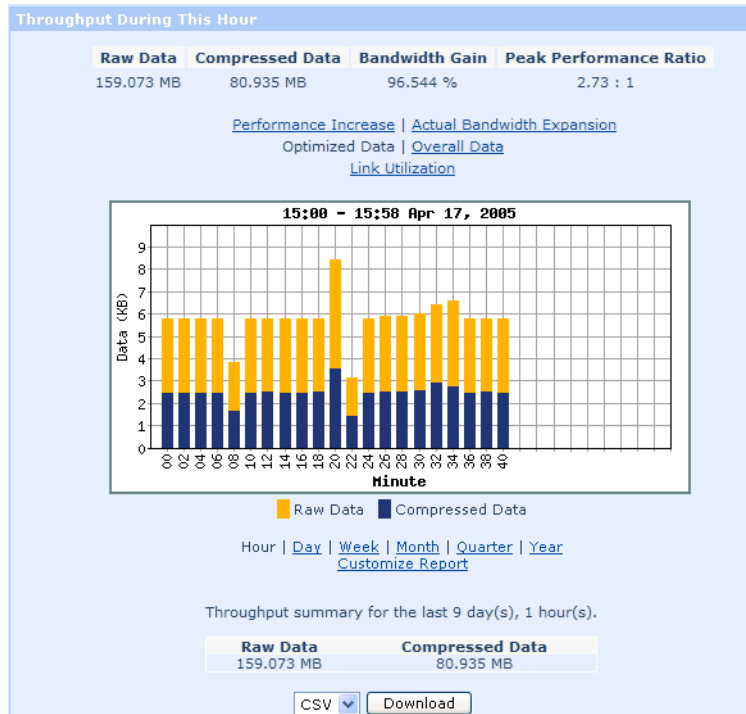 Throughput During This Hour
Raw Data Compressed Data Bandwidth Gain Peak Performance Ratio
159.073 MB 80.935 MB 96.544 % 2.73 : 1
Performance Increase | Actual Bandwidth Expansion
Optimized Data | Overall Data
Link Utilization
15:00 - 15:58 Apr 17, 2005
9
8
7
6
5
4
3
2
1
0
Data (KB)
00 02 04 06 08 10 12 14 16 18 20 22 24 26 28 30 32 34 36 38 40
Minute
Raw Data Compressed Data
Hour | Day | Week | Month | Quarter | Year
Customize Report
Throughput summary for the last 9 day(s), 1 hour(s).
Raw Data Compressed Data
159.073 MB 80.935 MB
CSV Download